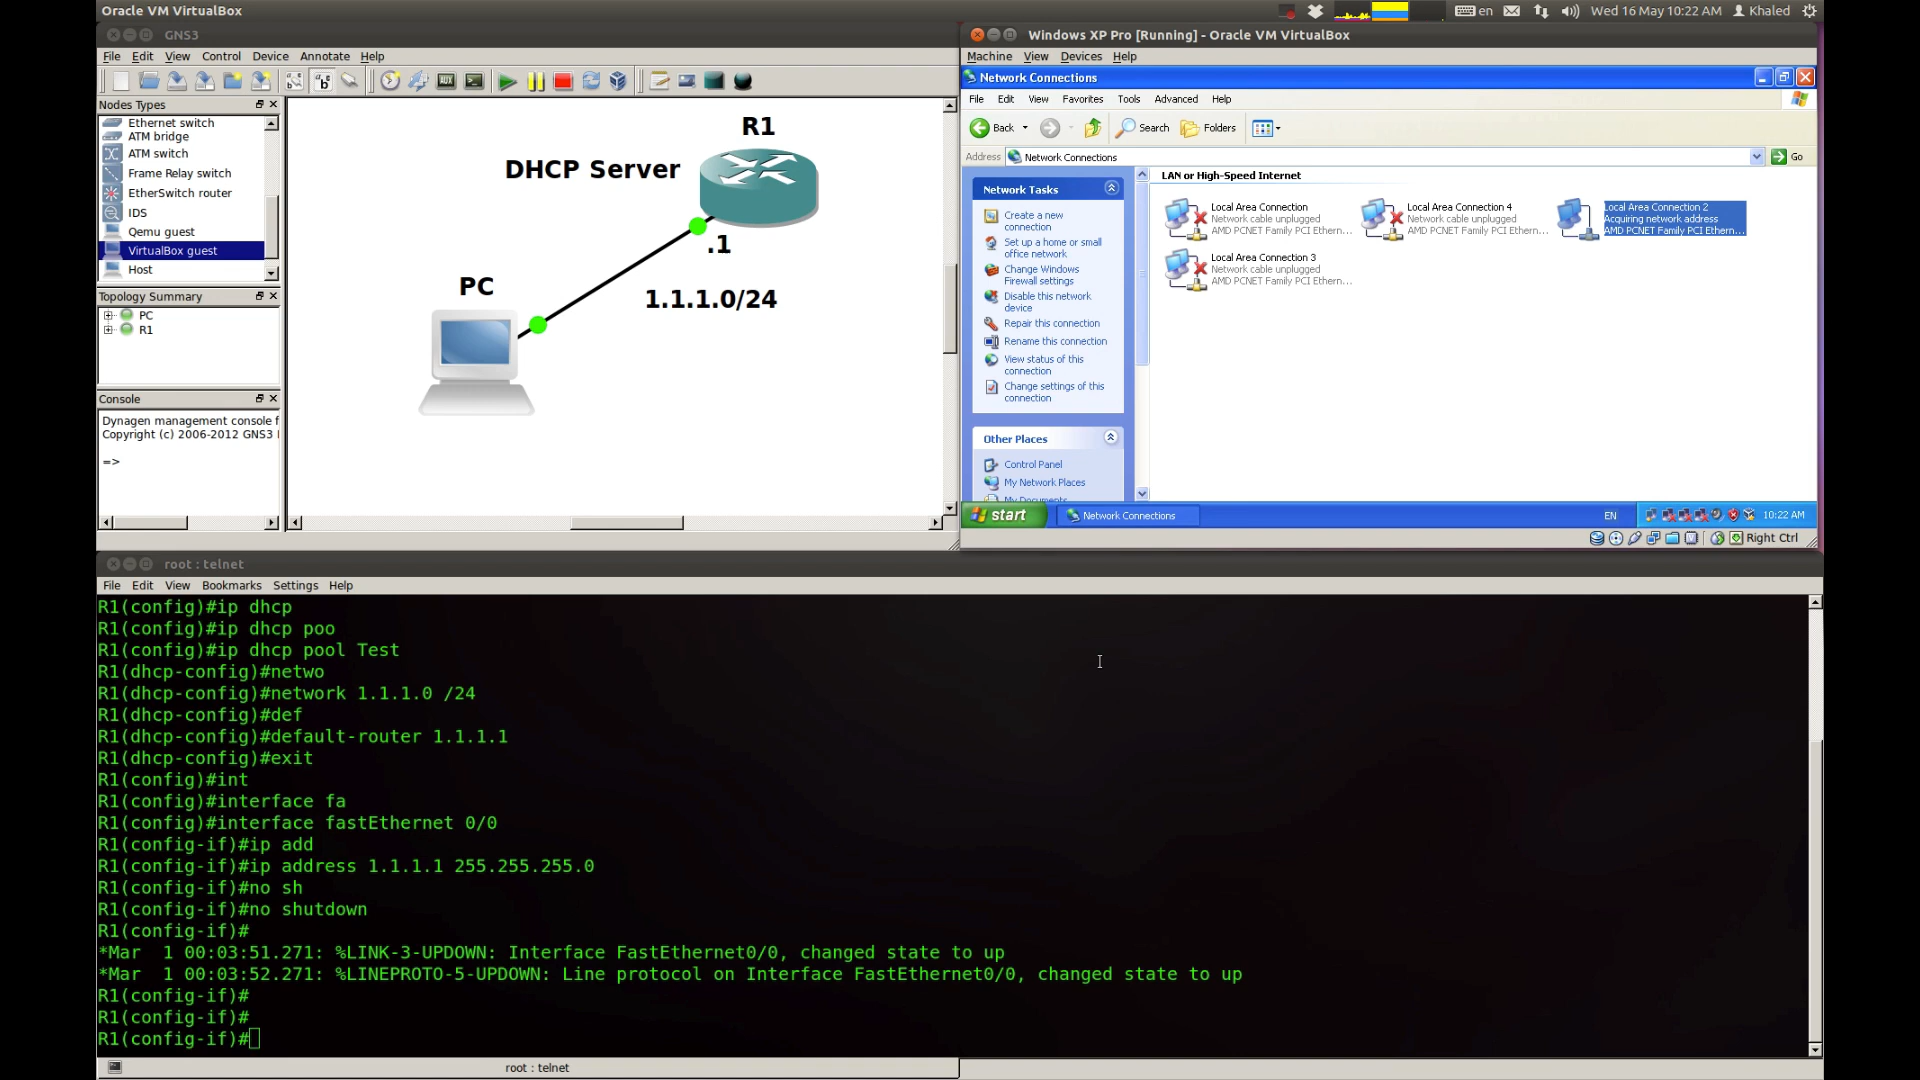 Oracle VM VirtualBox
en
Wed 16 May 10:22 AM
Khaled
GNS3
File Edit View Control Device Annotate Help
Nodes Types
Ethernet switch
ATM bridge
ATM switch
Frame Relay switch
EtherSwitch router
IDS
Qemu guest
VirtualBox guest
Host
Topology Summary
PC
R1
Console
Dynagen management console f
Copyright (c) 2006-2012 GNS3
=>
R1
DHCP Server
.1
PC
1.1.1.0/24
Windows XP Pro [Running] - Oracle VM VirtualBox
Machine View Devices Help
Network Connections
File Edit View Favorites Tools Advanced Help
Back Search Folders
Address Network Connections Go
Network Tasks
Create a new
connection
Set up a home or small
office network
Change Windows
Firewall settings
Disable this network
device
Repair this connection
Rename this connection
View status of this
connection
Change settings of this
connection
Other Places
Control Panel
My Network Places
My Documents
LAN or High-Speed Internet
Local Area Connection
Network cable unplugged
AMD PCNET Family PCI Ethern...
Local Area Connection 4
Network cable unplugged
AMD PCNET Family PCI Ethern...
Local Area Connection 2
Acquiring network address
AMD PCNET Family PCI Ethern...
Local Area Connection 3
Network cable unplugged
AMD PCNET Family PCI Ethern...
start
Network Connections
EN
10:22 AM
Right Ctrl
root : telnet
File Edit View Bookmarks Settings Help
R1(config)#ip dhcp
R1(config)#ip dhcp poo
R1(config)#ip dhcp pool Test
R1(dhcp-config)#netwo
R1(dhcp-config)#network 1.1.1.0 /24
R1(dhcp-config)#def
R1(dhcp-config)#default-router 1.1.1.1
R1(dhcp-config)#exit
R1(config)#int
R1(config)#interface fa
R1(config)#interface fastEthernet 0/0
R1(config-if)#ip add
R1(config-if)#ip address 1.1.1.1 255.255.255.0
R1(config-if)#no sh
R1(config-if)#no shutdown
R1(config-if)#
*Mar  1 00:03:51.271: %LINK-3-UPDOWN: Interface FastEthernet0/0, changed state to up
*Mar  1 00:03:52.271: %LINEPROTO-5-UPDOWN: Line protocol on Interface FastEthernet0/0, changed state to up
R1(config-if)#
R1(config-if)#
R1(config-if)#
root : telnet